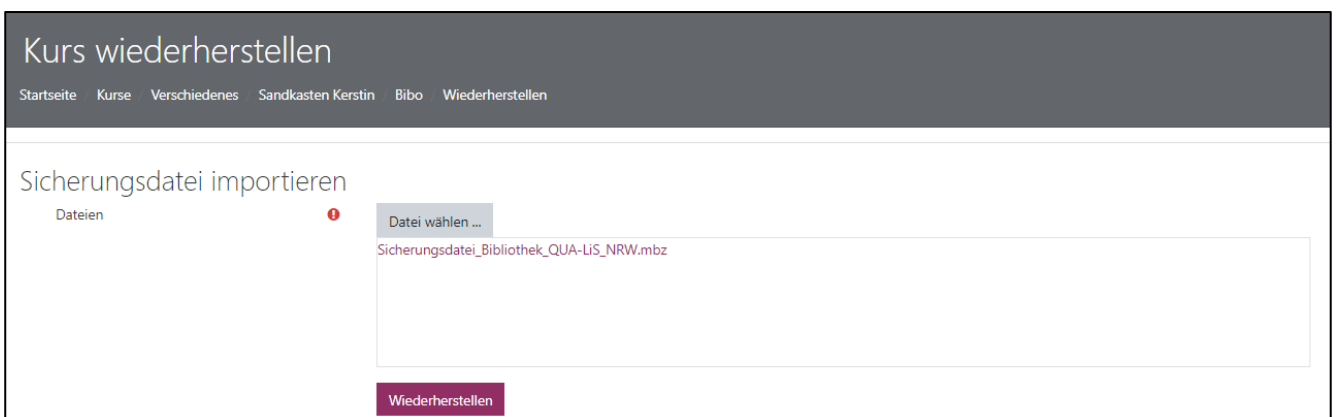 Kurs wiederherstellen
Startseite / Kurse / Verschiedenes / Sandkasten Kerstin / Bibo / Wiederherstellen
Sicherungsdatei importieren
Dateien
Datei wählen ...
Sicherungsdatei_Bibliothek_QUA-LiS_NRW.mbz
Wiederherstellen